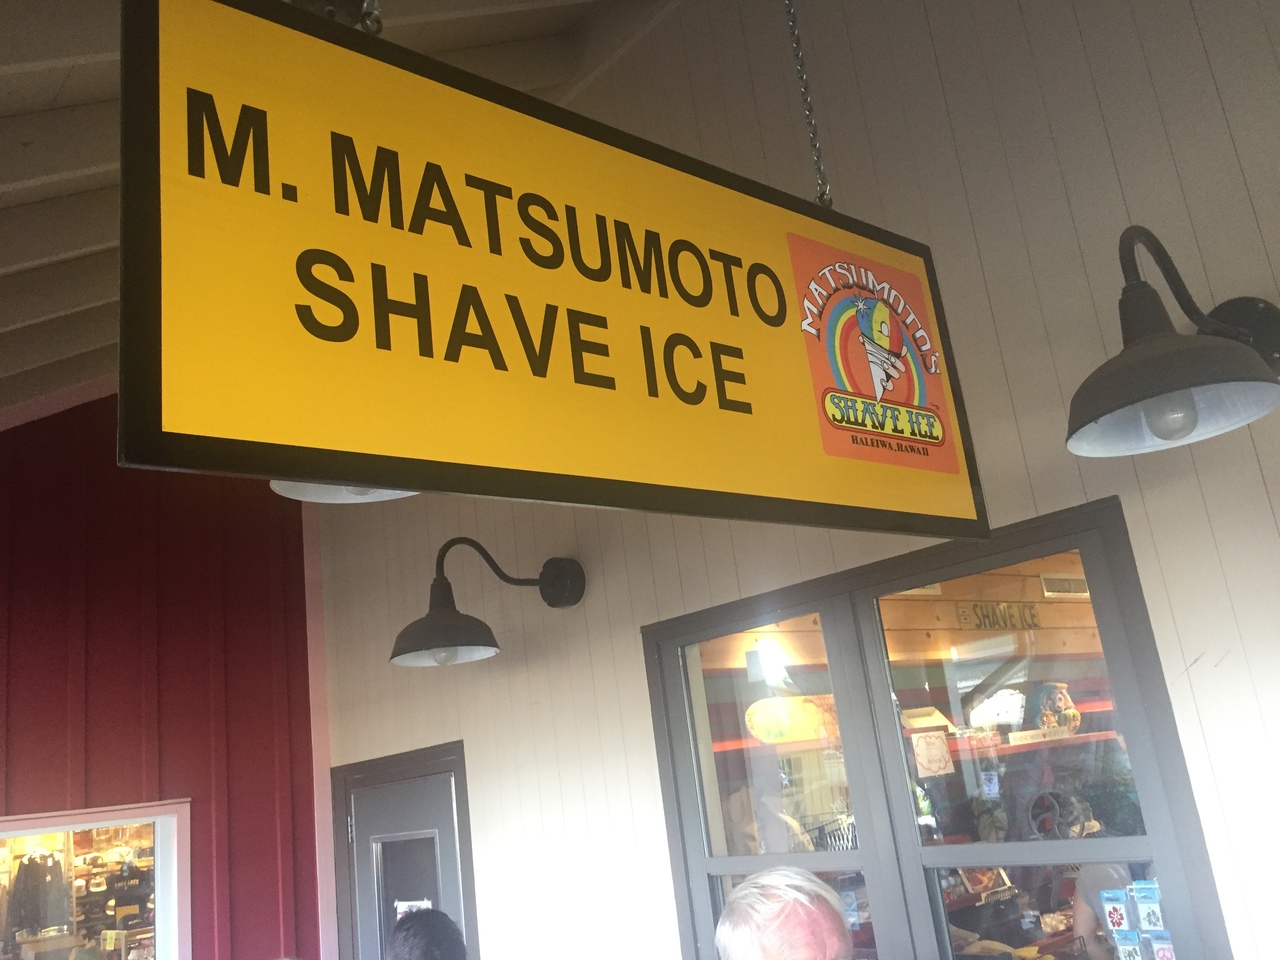 M. MATSUMOTO
SHAVE ICE
MATSUMOTO'S
SHAVE ICE
HALEIWA, HAWAII
SHAVE ICE